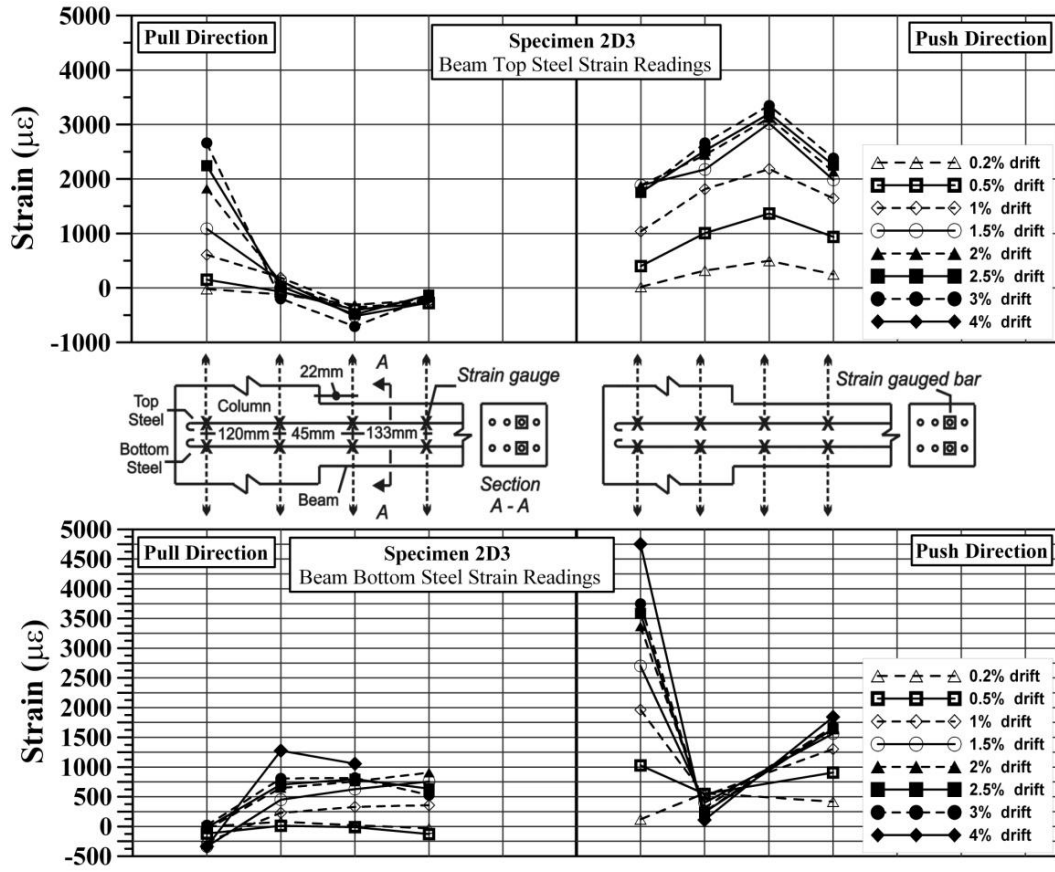 5000
4000
3000
2000
1000
0
-1000
Strain (με)
Pull Direction
Specimen 2D3
Beam Top Steel Strain Readings
Push Direction
0.2% drift
0.5% drift
1% drift
1.5% drift
2% drift
2.5% drift
3% drift
4% drift
A
22mm
Strain gauge
Top
Steel
Column
120mm 45mm 133mm
Bottom
Steel
Beam
A
Section
A - A
Strain gauged bar
5000
4500
4000
3500
3000
2500
2000
1500
1000
500
0
-500
Strain (με)
Pull Direction
Specimen 2D3
Beam Bottom Steel Strain Readings
Push Direction
0.2% drift
0.5% drift
1% drift
1.5% drift
2% drift
2.5% drift
3% drift
4% drift